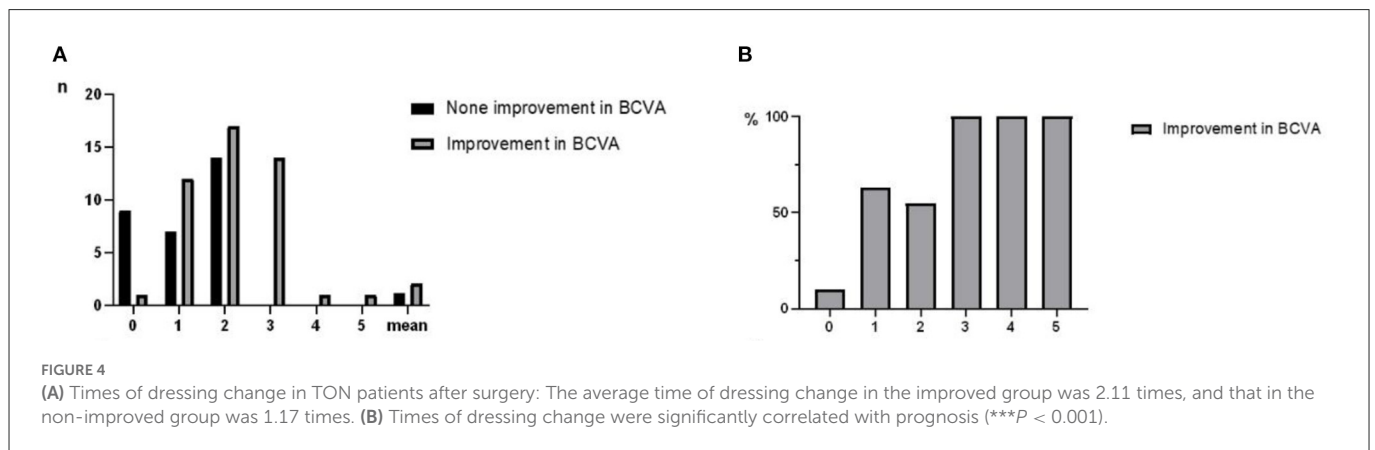 A
n
20
15
10
5
0
0 1 2 3 4 5 mean
None improvement in BCVA
Improvement in BCVA
B
%
100
50
0
0 1 2 3 4 5
Improvement in BCVA
FIGURE 4
(A) Times of dressing change in TON patients after surgery: The average time of dressing change in the improved group was 2.11 times, and that in the
non-improved group was 1.17 times. (B) Times of dressing change were significantly correlated with prognosis (***P < 0.001).